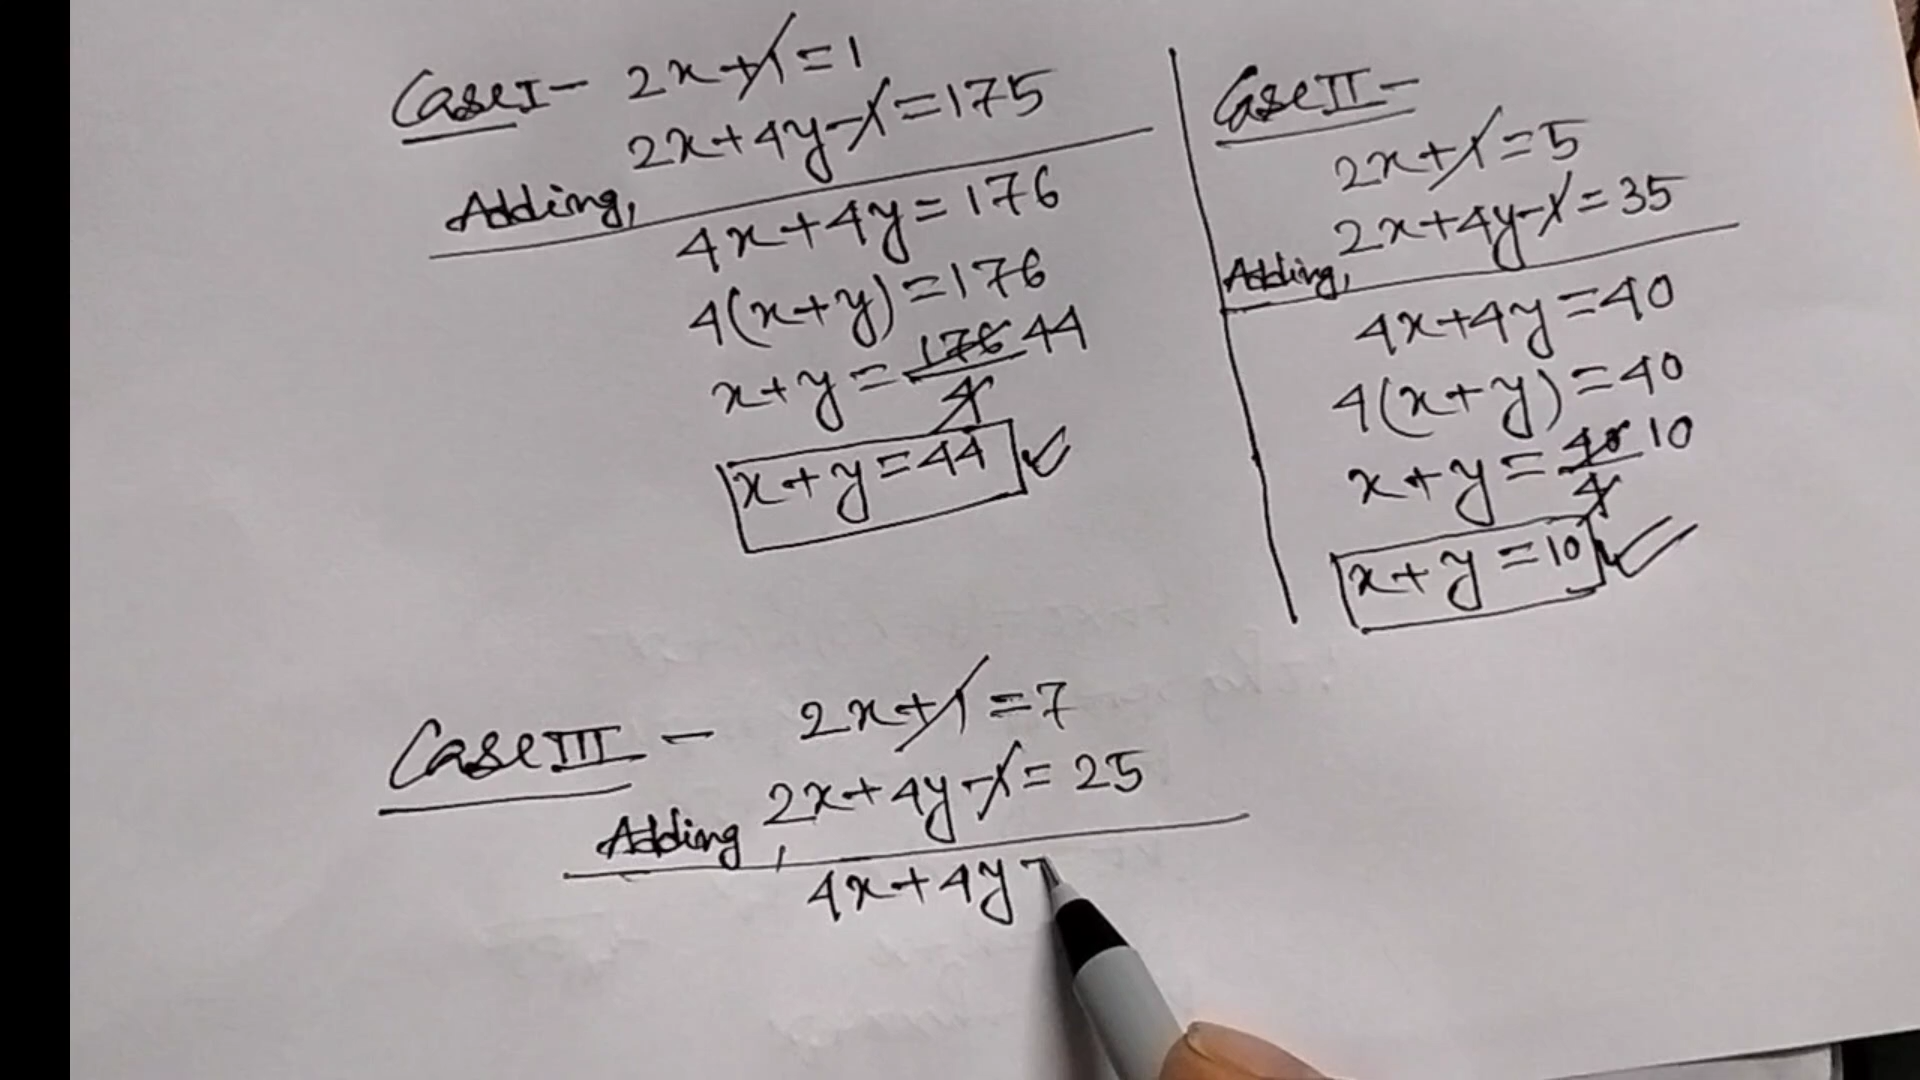 Case I - 2x+1=1
2x+4y-1=175
Adding,
4x+4y=176
4(x+y)=176
x+y=176/4 44
x+y=44 ✓
Case II -
2x+1=5
2x+4y-1=35
Adding,
4x+4y=40
4(x+y)=40
x+y=40/4 10
x+y=10 ✓
Case III - 2x+1=7
2x+4y-1=25
Adding,
4x+4y=